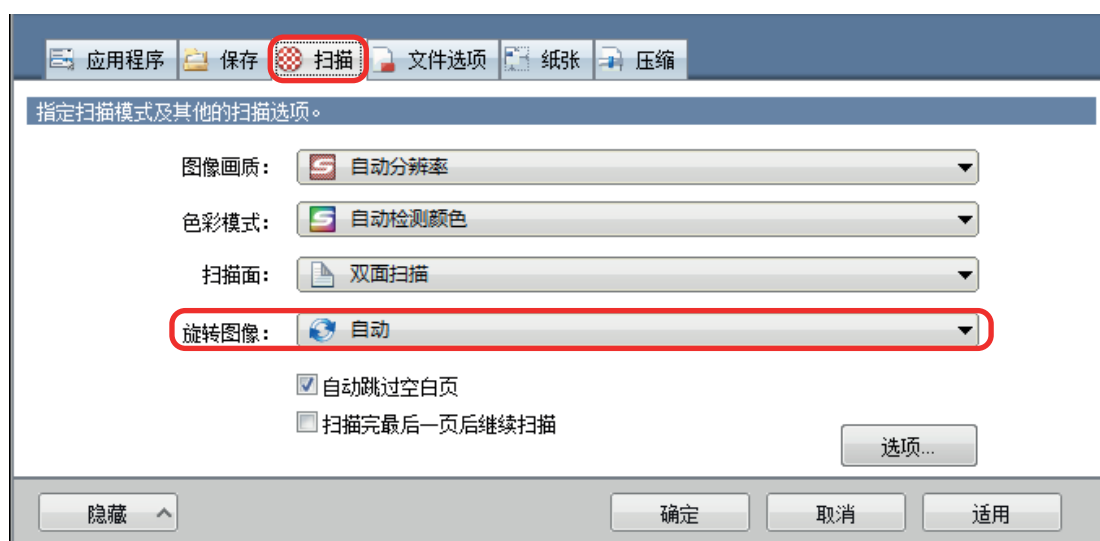 应用程序 保存 扫描 文件选项 纸张 压缩
指定扫描模式及其他的扫描选项。
图像画质: 自动分辨率
色彩模式: 自动检测颜色
扫描面: 双面扫描
旋转图像: 自动
自动跳过空白页
扫描完最后一页后继续扫描
选项...
隐藏 确定 取消 适用